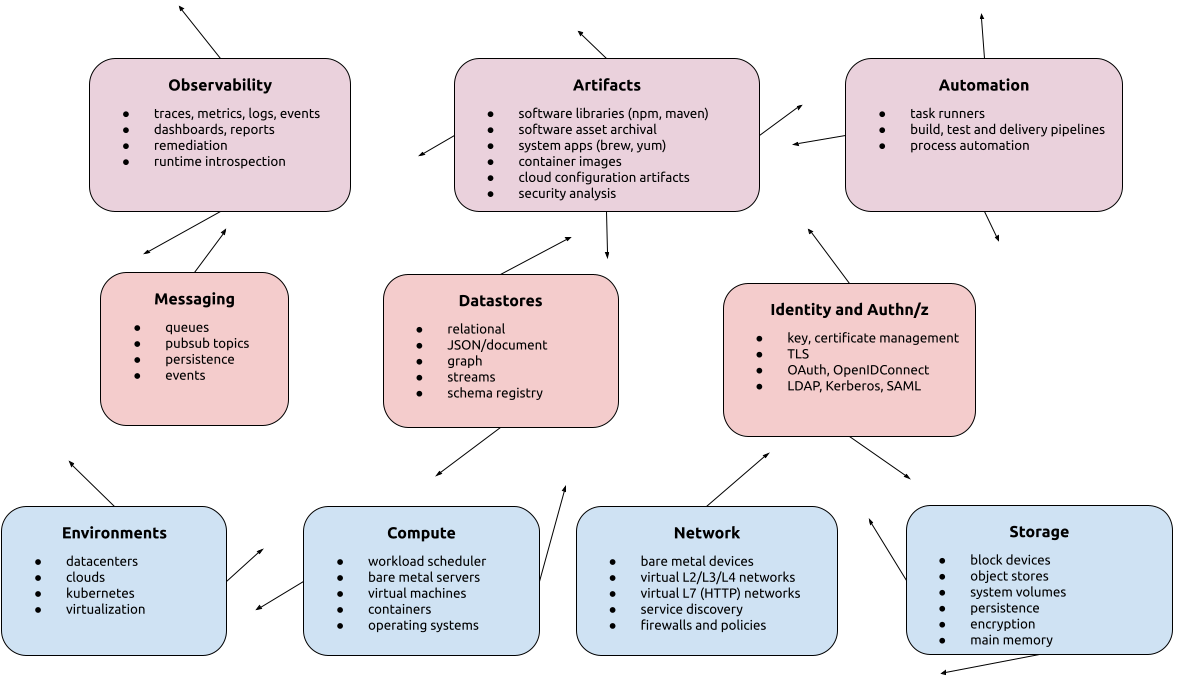 Observability
● traces, metrics, logs, events
● dashboards, reports
● remediation
● runtime introspection
Artifacts
● software libraries (npm, maven)
● software asset archival
● system apps (brew, yum)
● container images
● cloud configuration artifacts
● security analysis
Automation
● task runners
● build, test and delivery pipelines
● process automation
Messaging
● queues
● pubsub topics
● persistence
● events
Datastores
● relational
● JSON/document
● graph
● streams
● schema registry
Identity and Authn/z
● key, certificate management
● TLS
● OAuth, OpenIDConnect
● LDAP, Kerberos, SAML
Environments
● datacenters
● clouds
● kubernetes
● virtualization
Compute
● workload scheduler
● bare metal servers
● virtual machines
● containers
● operating systems
Network
● bare metal devices
● virtual L2/L3/L4 networks
● virtual L7 (HTTP) networks
● service discovery
● firewalls and policies
Storage
● block devices
● object stores
● system volumes
● persistence
● encryption
● main memory